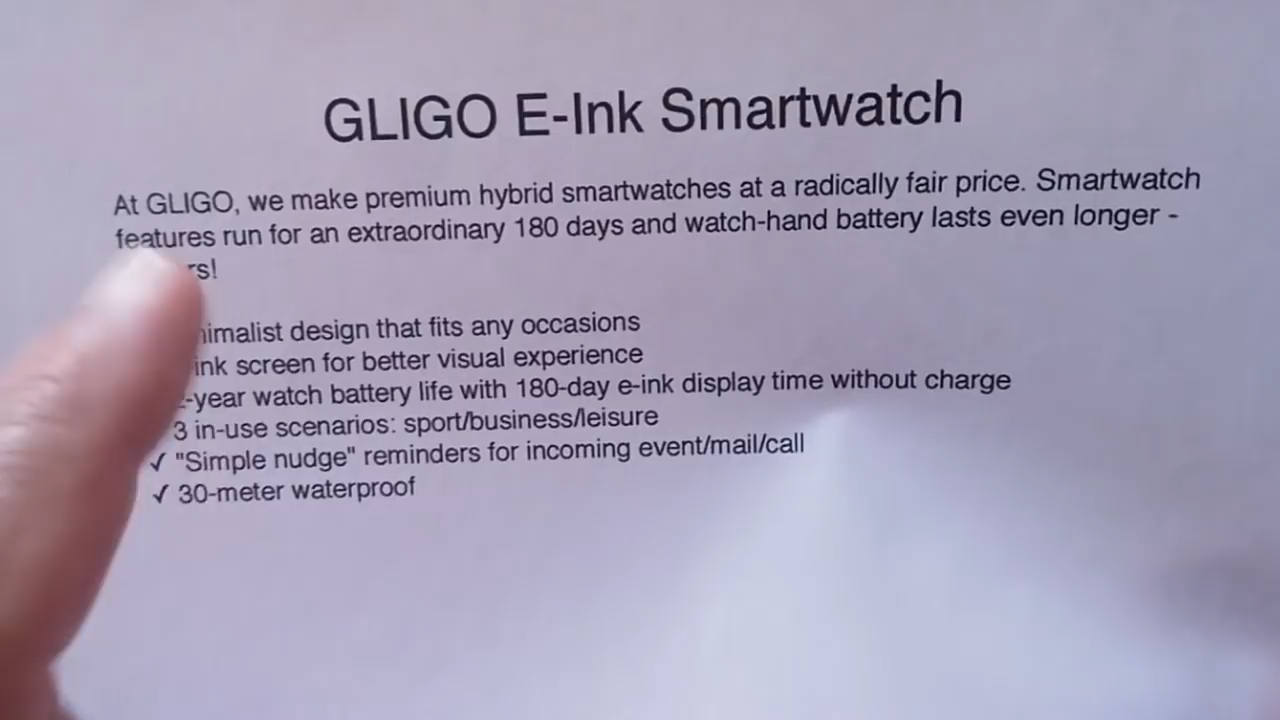 GLIGO E-Ink Smartwatch
At GLIGO, we make premium hybrid smartwatches at a radically fair price. Smartwatch
features run for an extraordinary 180 days and watch-hand battery lasts even longer -
rs!
nimalist design that fits any occasions
ink screen for better visual experience
-year watch battery life with 180-day e-ink display time without charge
3 in-use scenarios: sport/business/leisure
✓ "Simple nudge" reminders for incoming event/mail/call
✓ 30-meter waterproof